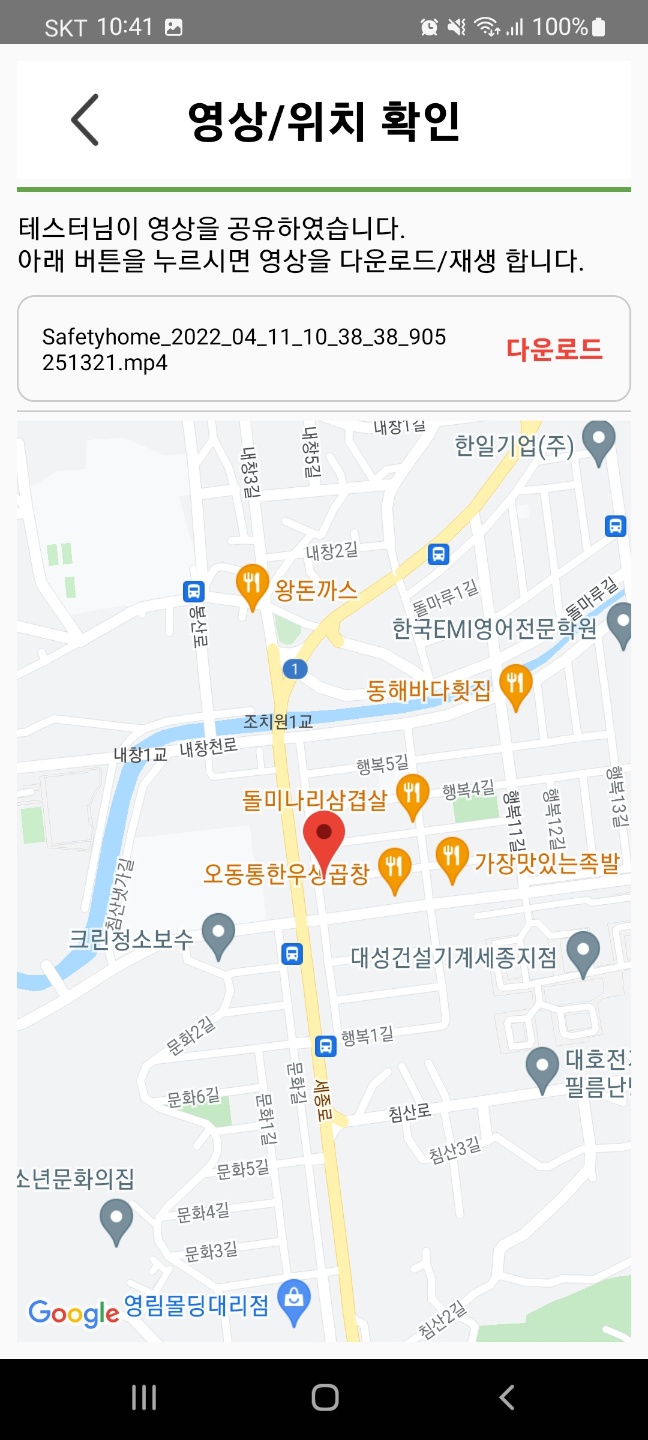 SKT 10:41
100%
영상/위치 확인
테스터님이 영상을 공유하였습니다.
아래 버튼을 누르시면 영상을 다운로드/재생 합니다.
Safetyhome_2022_04_11_10_38_38_905
251321.mp4
다운로드
내창1길
한일기업(주)
내창3길
내창5길
내창2길
왕돈까스
돌마루1길
돌마루길
봉산로
한국EMI영어전문학원
1
동해바다횟집
조치원1교
내창1교
내창천로
행복5길
행복4길
행복13길
돌미나리삼겹살
행복11길
행복12길
오동통한우생곱창
가장맛있는족발
침산냇가길
크린청소보수
대성건설기계세종지점
문화2길
행복1길
대호전
필름난
문화6길
문화길
세종로
문화1길
침산로
침산3길
소년문화의집
문화5길
문화4길
문화3길
Google
영림몰딩대리점
침산2길